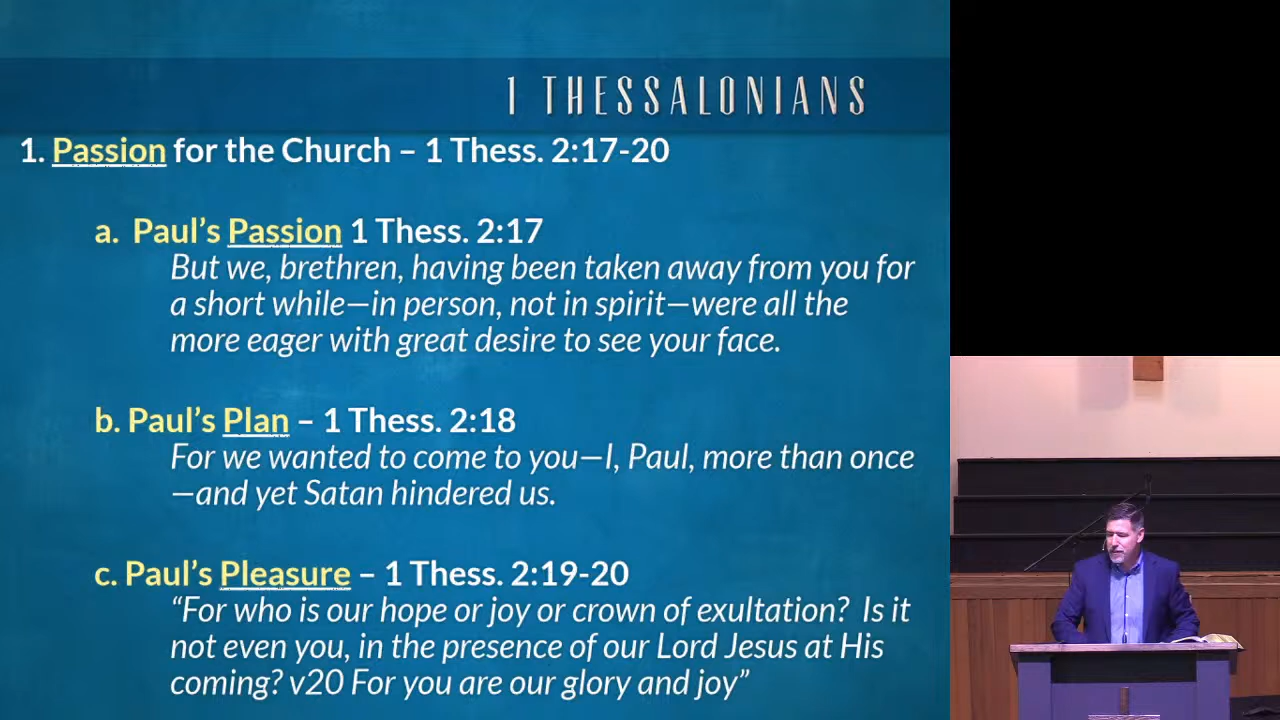 1 THESSALONIANS
1. Passion for the Church – 1 Thess. 2:17-20
a. Paul’s Passion 1 Thess. 2:17
But we, brethren, having been taken away from you for
a short while—in person, not in spirit—were all the
more eager with great desire to see your face.
b. Paul’s Plan – 1 Thess. 2:18
For we wanted to come to you—I, Paul, more than once
—and yet Satan hindered us.
c. Paul’s Pleasure – 1 Thess. 2:19-20
“For who is our hope or joy or crown of exultation?  Is it
not even you, in the presence of our Lord Jesus at His
coming? v20 For you are our glory and joy”